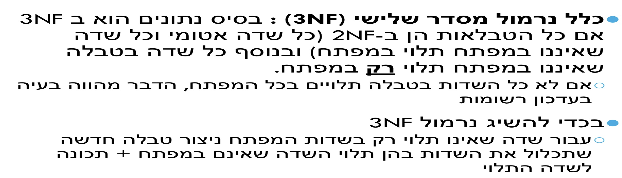 כלל נרמול מסדר שלישי (3NF) : בסיס נתונים הוא ב 3NF
אם כל הטבלאות הן ב-2NF (כל שדה אטומי וכל שדה
שאיננו במפתח תלוי במפתח) ובנוסף כל שדה בטבלה
שאיננו במפתח תלוי רק במפתח.
אם לא כל השדות בטבלה תלויים בכל המפתח, הדבר מהווה בעיה
בעדכון רשומות
בכדי להשיג נרמול 3NF
עבור שדה שאינו תלוי רק בשדות המפתח ניצור טבלה חדשה
שתכלול את השדות בהן תלוי השדה שאינם במפתח + תכונה
לשדה התלוי